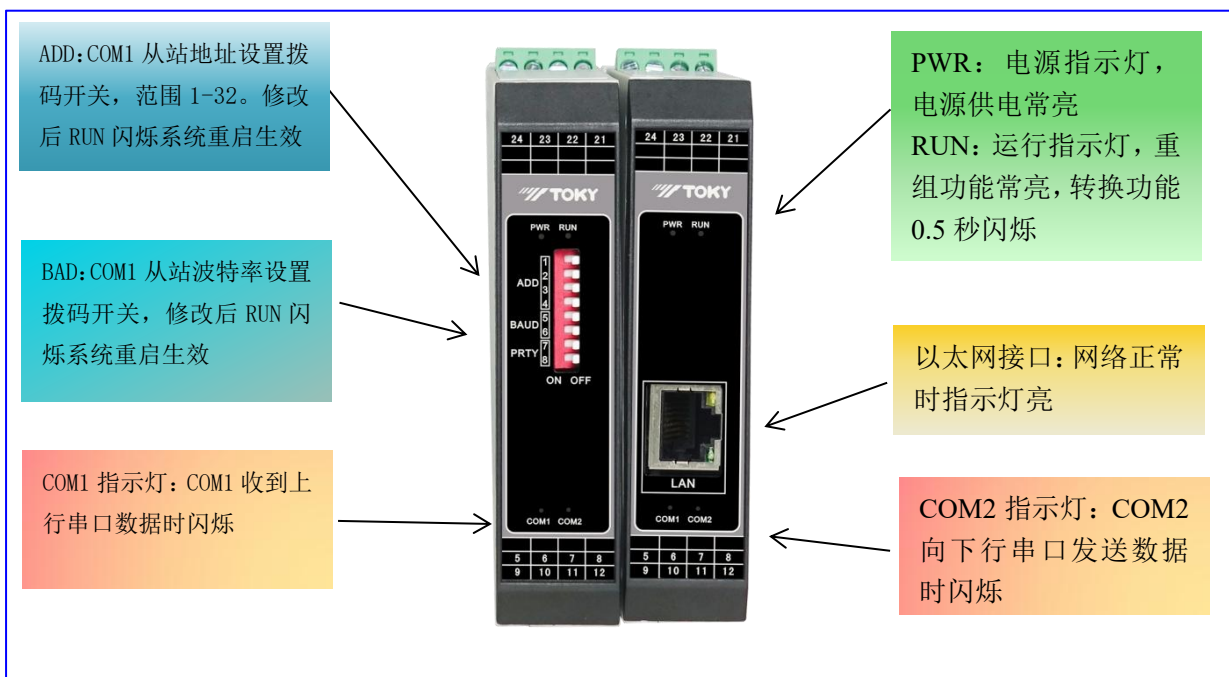 ADD:COM1 从站地址设置拨
码开关，范围 1-32。修改
后 RUN 闪烁系统重启生效
BAD:COM1 从站波特率设置
拨码开关，修改后 RUN 闪
烁系统重启生效
COM1 指示灯：COM1 收到上
行串口数据时闪烁
24 23 22 21
TOKY
PWR RUN
1
2
ADD
3
4
5
BAUD
6
7
PRTY
8
ON OFF
COM1 COM2
5 6 7 8
9 10 11 12
24 23 22 21
TOKY
PWR RUN
LAN
COM1 COM2
5 6 7 8
9 10 11 12
PWR：电源指示灯，
电源供电常亮
RUN：运行指示灯，重
组功能常亮，转换功能
0.5 秒闪烁
以太网接口：网络正常
时指示灯亮
COM2 指示灯：COM2
向下行串口发送数据
时闪烁